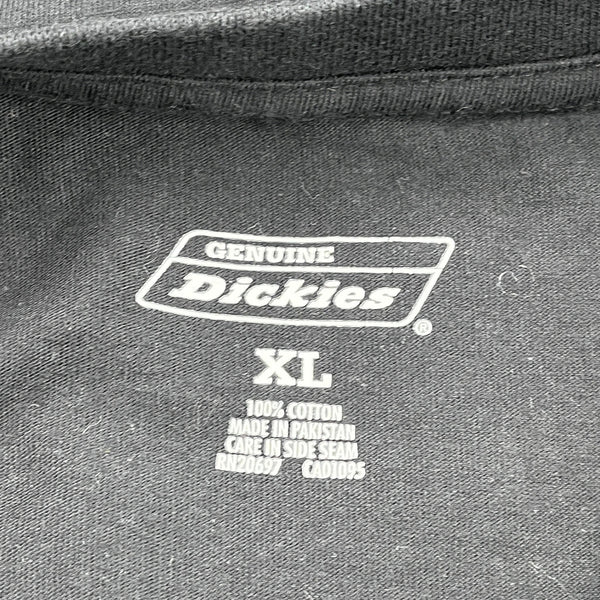 GENUINE
Dickies®
XL
100% COTTON
MADE IN PAKISTAN
CARE IN SIDE SEAM
RN20697 CA01095